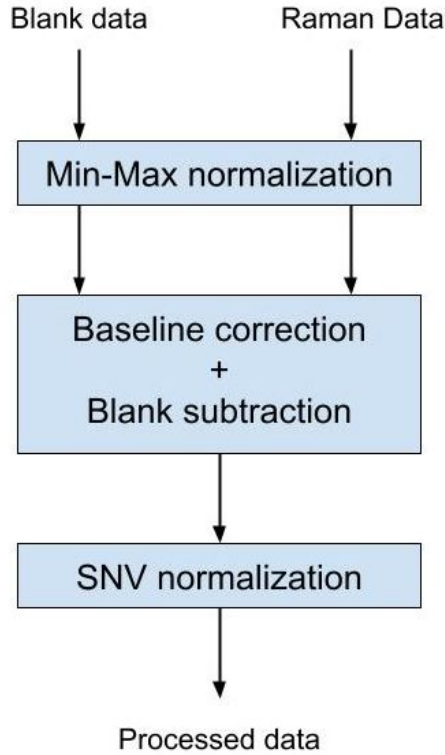 Blank data
Raman Data
Min-Max normalization
Baseline correction
+
Blank subtraction
SNV normalization
Processed data